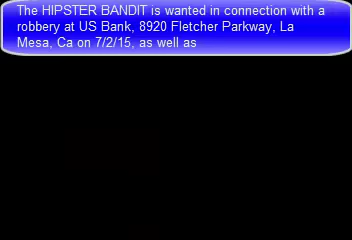 The HIPSTER BANDIT is wanted in connection with a
robbery at US Bank, 8920 Fletcher Parkway, La
Mesa, Ca on 7/2/15, as well as